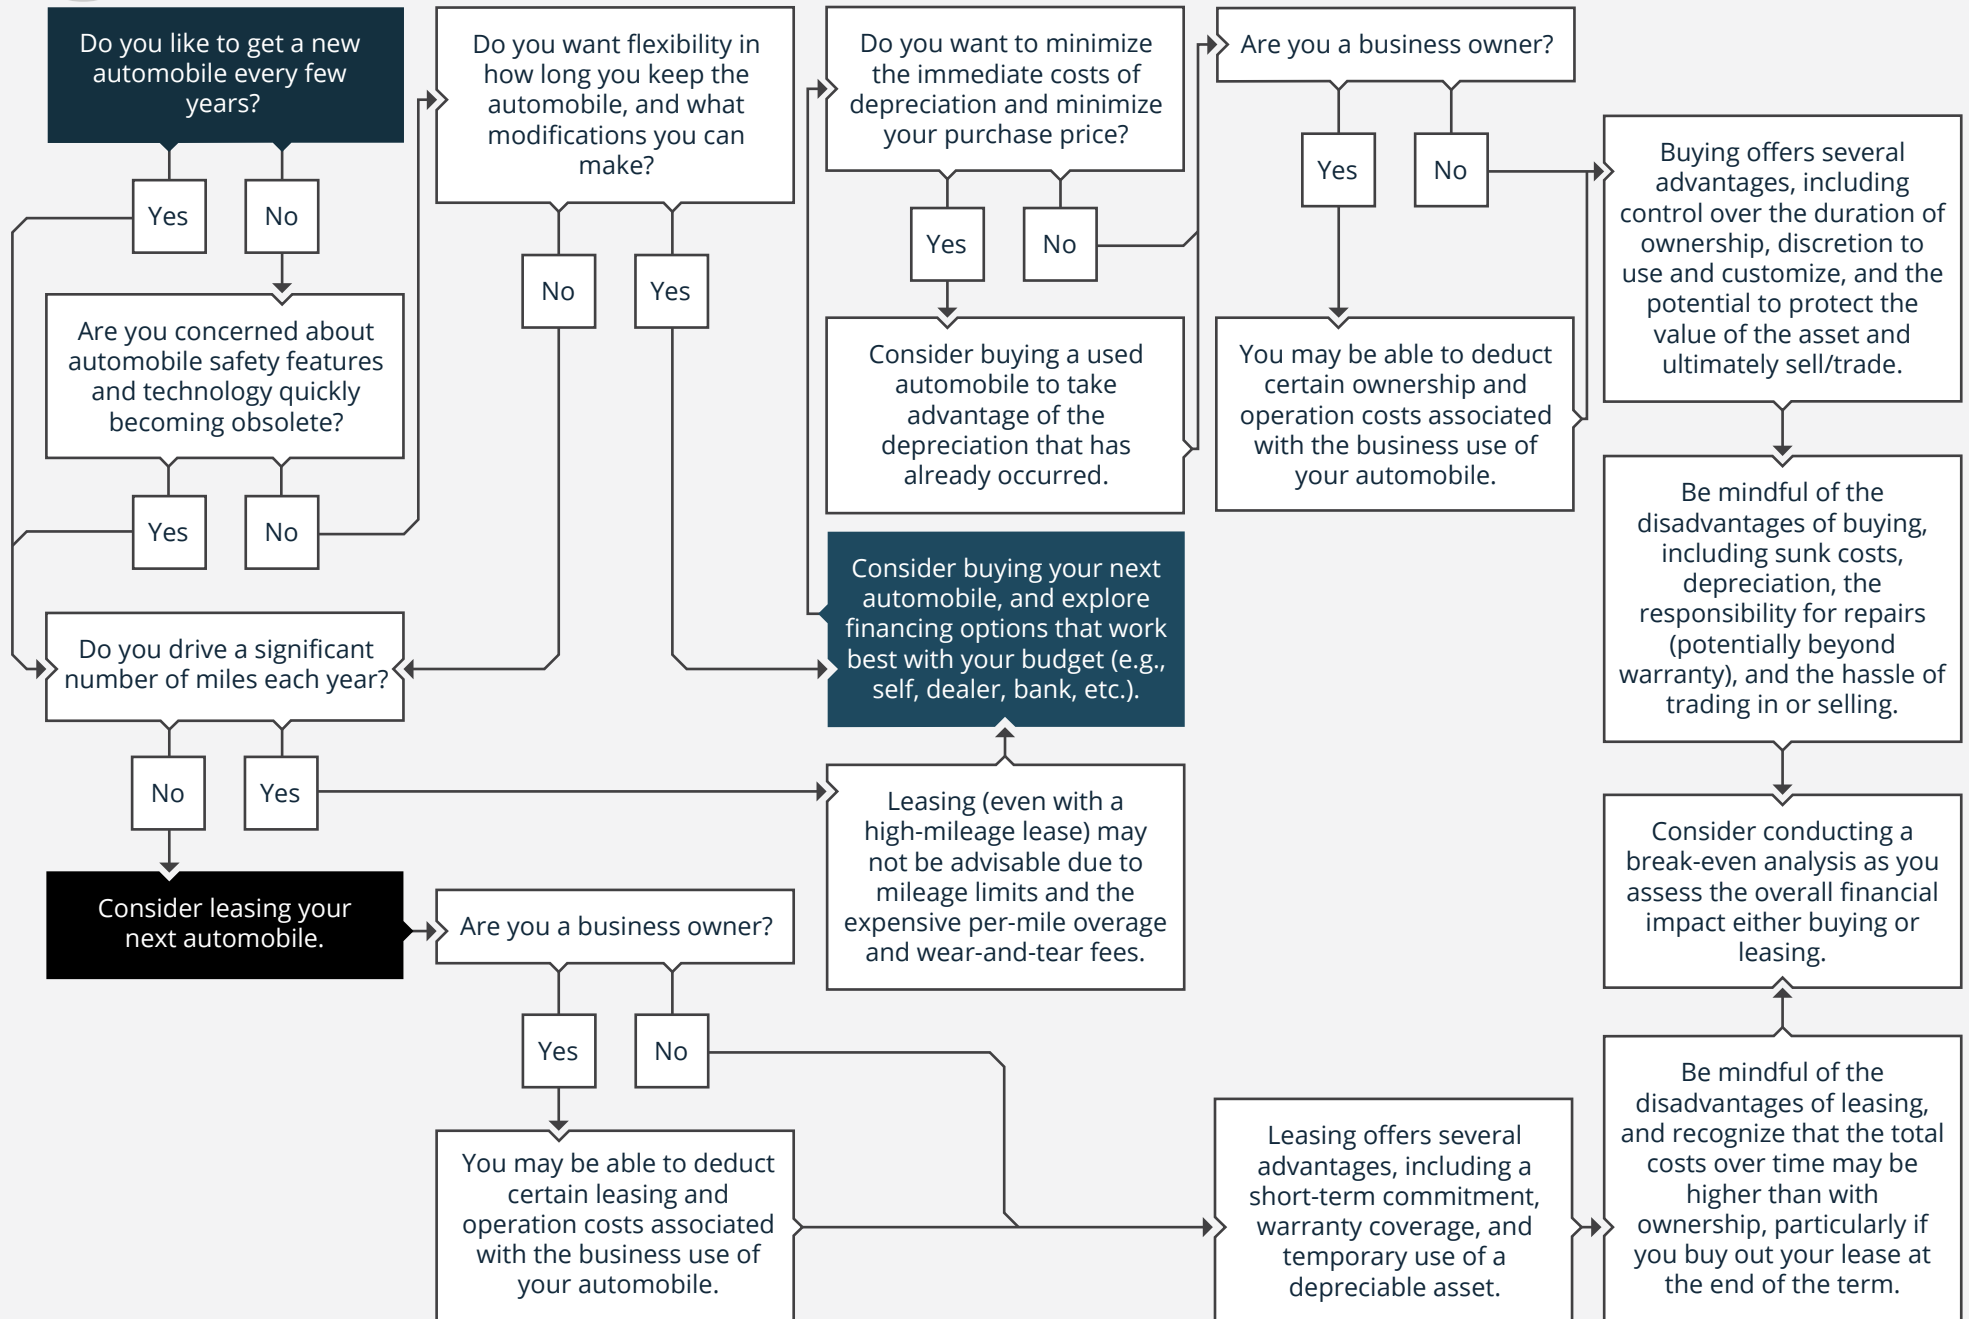 Do you like to get a new
automobile every few
years?
Yes
No
Are you concerned about
automobile safety features
and technology quickly
becoming obsolete?
Yes
No
Do you drive a significant
number of miles each year?
No
Yes
Consider leasing your
next automobile.
Do you want flexibility in
how long you keep the
automobile, and what
modifications you can
make?
No
Yes
Are you a business owner?
Yes
No
You may be able to deduct
certain leasing and
operation costs associated
with the business use of
your automobile.
Do you want to minimize
the immediate costs of
depreciation and minimize
your purchase price?
Yes
No
Consider buying a used
automobile to take
advantage of the
depreciation that has
already occurred.
Consider buying your next
automobile, and explore
financing options that work
best with your budget (e.g.,
self, dealer, bank, etc.).
Leasing (even with a
high-mileage lease) may
not be advisable due to
mileage limits and the
expensive per-mile overage
and wear-and-tear fees.
Are you a business owner?
Yes
No
You may be able to deduct
certain ownership and
operation costs associated
with the business use of
your automobile.
Leasing offers several
advantages, including a
short-term commitment,
warranty coverage, and
temporary use of a
depreciable asset.
Buying offers several
advantages, including
control over the duration of
ownership, discretion to
use and customize, and the
potential to protect the
value of the asset and
ultimately sell/trade.
Be mindful of the
disadvantages of buying,
including sunk costs,
depreciation, the
responsibility for repairs
(potentially beyond
warranty), and the hassle of
trading in or selling.
Consider conducting a
break-even analysis as you
assess the overall financial
impact either buying or
leasing.
Be mindful of the
disadvantages of leasing,
and recognize that the total
costs over time may be
higher than with
ownership, particularly if
you buy out your lease at
the end of the term.